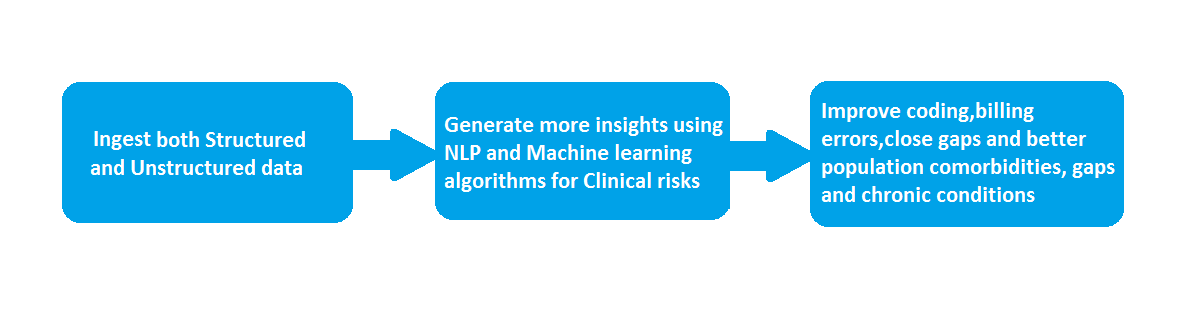 Ingest both Structured
and Unstructured data
Generate more insights using
NLP and Machine learning
algorithms for Clinical risks
Improve coding,billing
errors,close gaps and better
population comorbidities, gaps
and chronic conditions